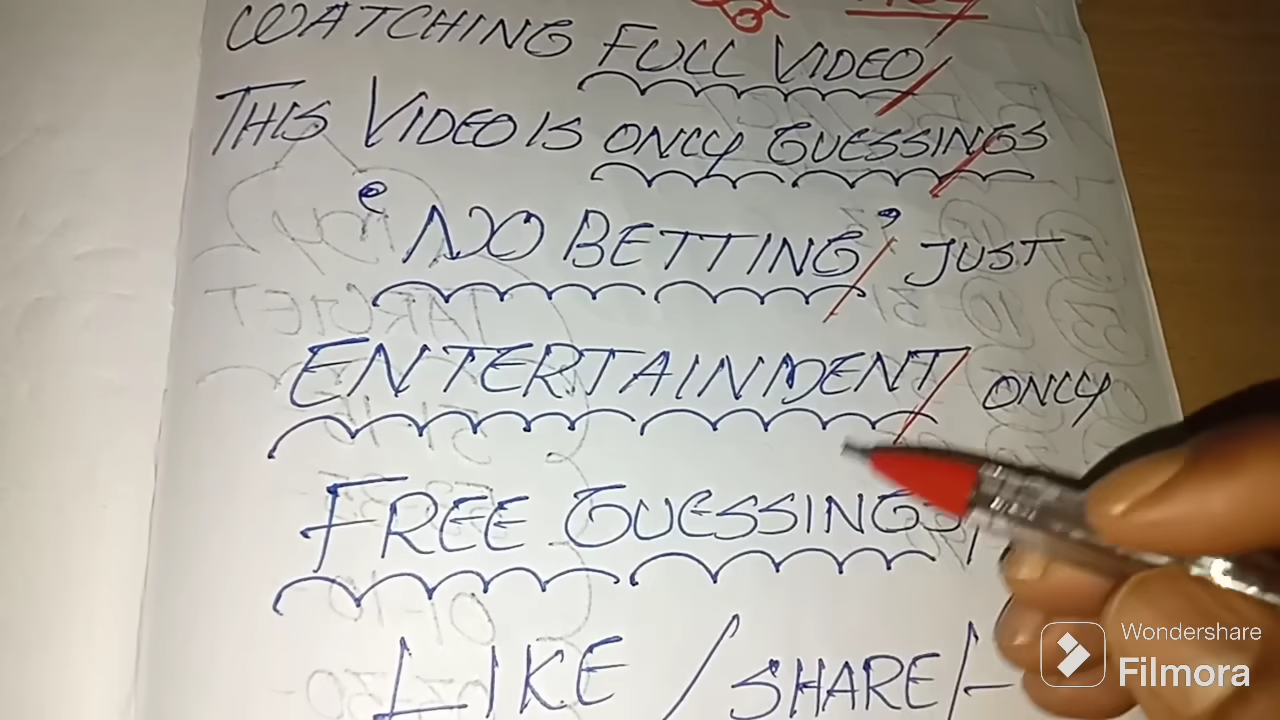 WATCHING FULL VIDEO
THIS VIDEO IS ONLY GUESSINGS
"NO BETTING" JUST
ENTERTAINMENT ONLY
FREE GUESSINGS
LIKE / SHARE/-
TARGET
Wondershare
Filmora